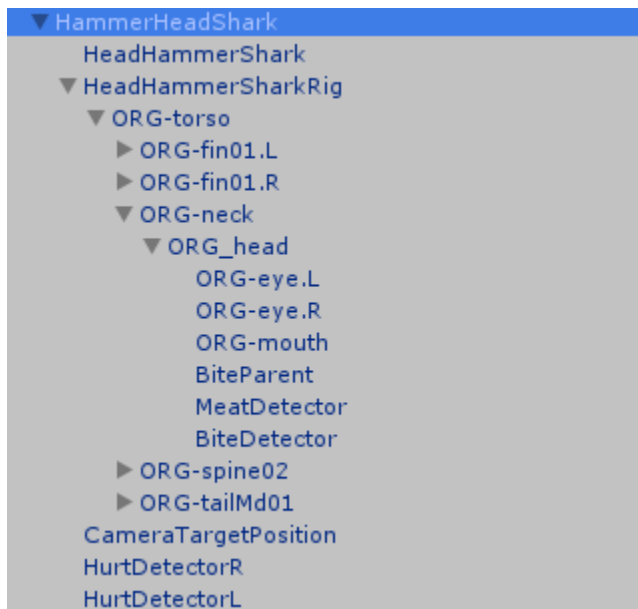 HammerHeadShark
HeadHammerShark
HeadHammerSharkRig
ORG-torso
ORG-fin01.L
ORG-fin01.R
ORG-neck
ORG_head
ORG-eye.L
ORG-eye.R
ORG-mouth
BiteParent
MeatDetector
BiteDetector
ORG-spine02
ORG-tailMd01
CameraTargetPosition
HurtDetectorR
HurtDetectorL